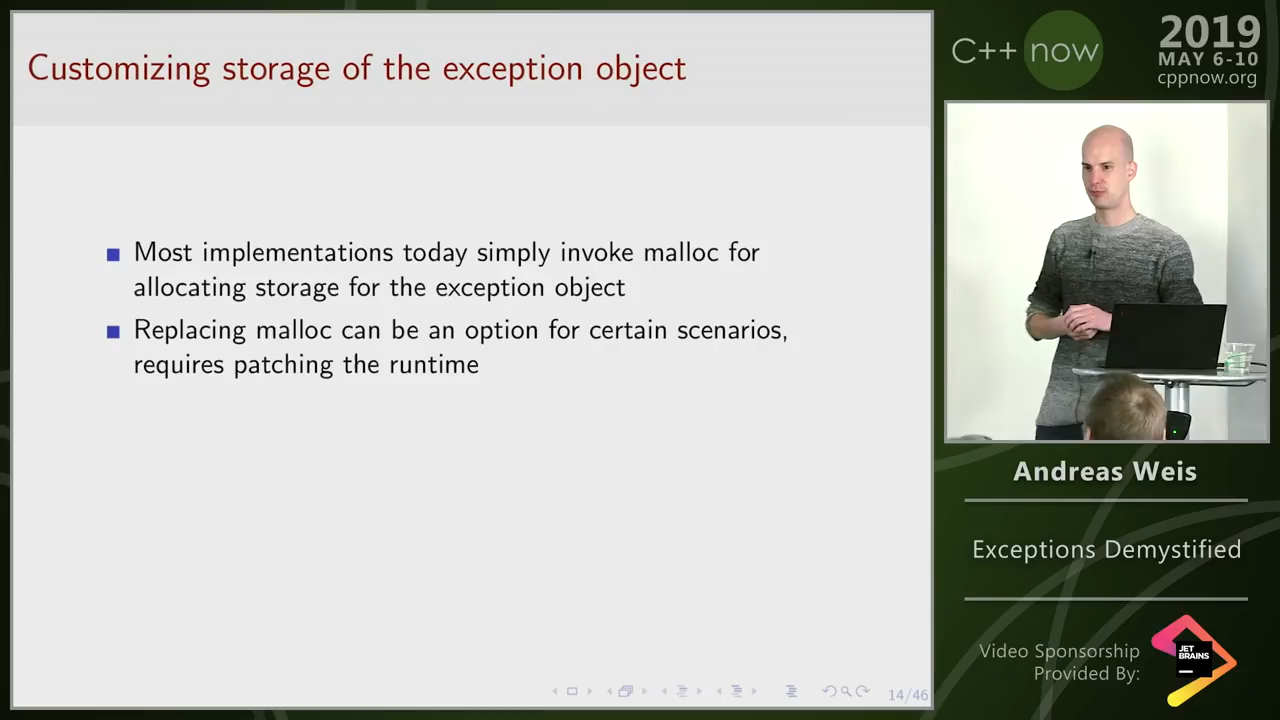 Customizing storage of the exception object
Most implementations today simply invoke malloc for
allocating storage for the exception object
Replacing malloc can be an option for certain scenarios,
requires patching the runtime
14/46
C++ now
2019
MAY 6-10
cppnow.org
Andreas Weis
Exceptions Demystified
Video Sponsorship
Provided By:
JET
BRAINS